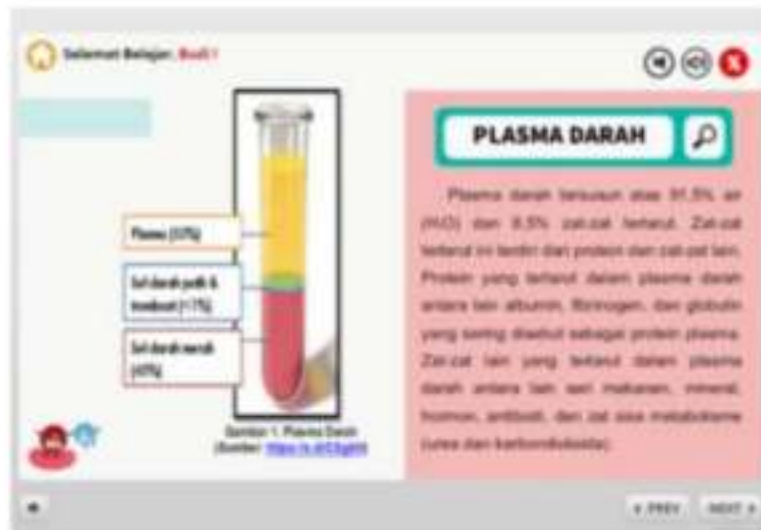 Selamat Belajar, Budi !
PLASMA DARAH
Plasma darah tersusun atas 91,5% air
(H₂O) dan 8,5% zat-zat terlarut. Zat-zat
terlarut ini terdiri dari protein dan zat-zat lain.
Protein yang terlarut dalam plasma darah
antara lain albumin, fibrinogen, dan globulin
yang sering disebut sebagai protein plasma.
Zat-zat lain yang terlarut dalam plasma
darah antara lain sari makanan, mineral,
hormon, antibodi, dan zat sisa metabolisme
(urea dan karbondioksida).
Plasma (55%)
Sel darah putih &
trombosit (<1%)
Sel darah merah
(45%)
Gambar 1. Plasma Darah
(Sumber:
PREV
NEXT